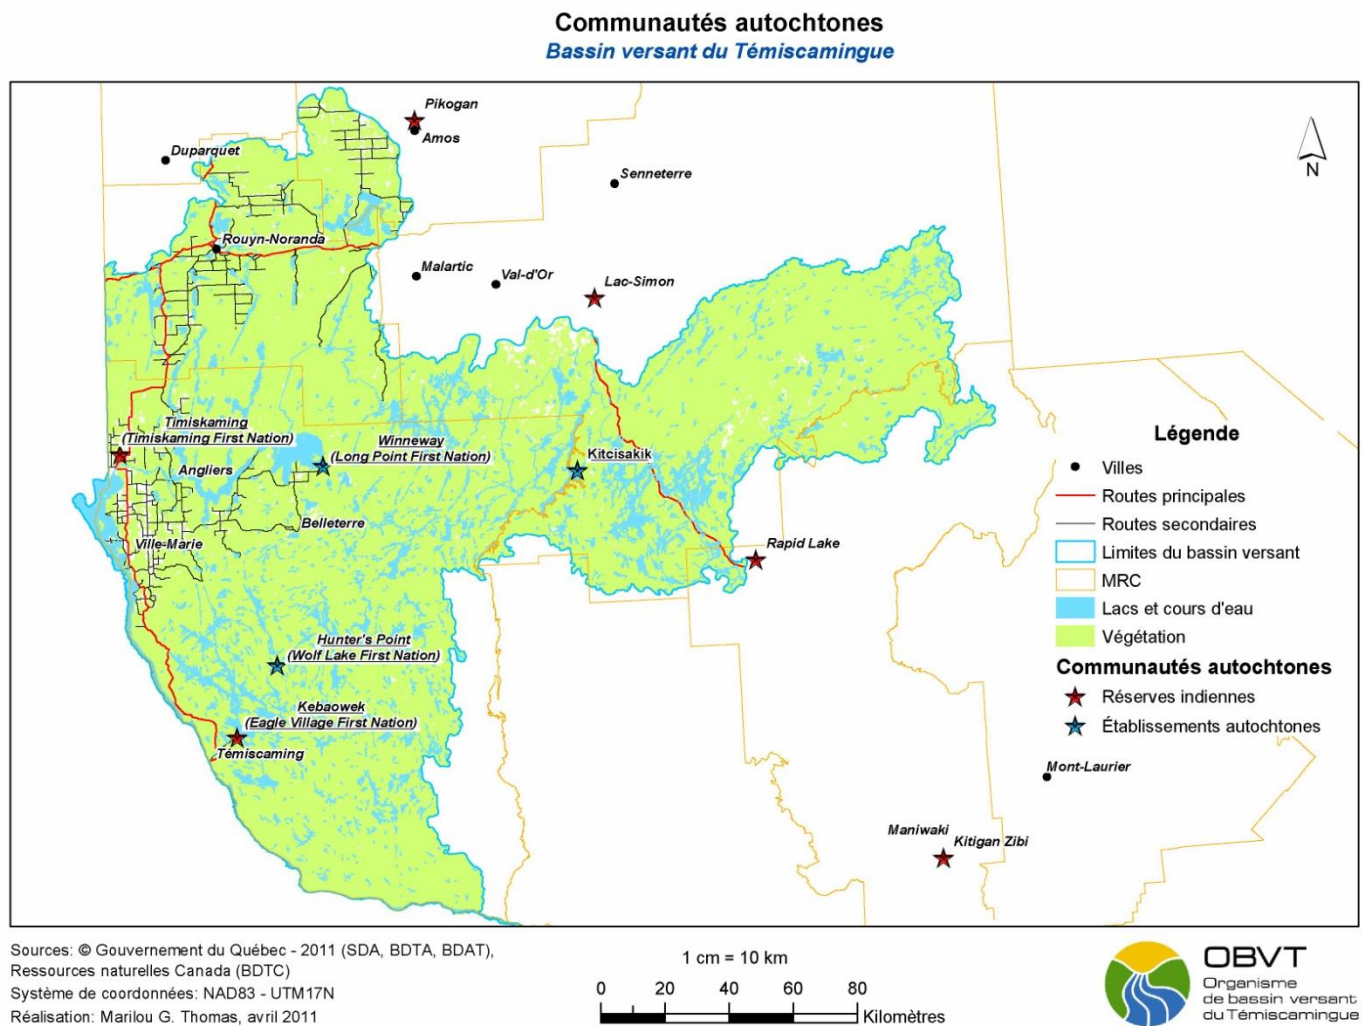 Communautés autochtones
Bassin versant du Témiscamingue
Pikogan
Amos
Duparquet
Senneterre
N
Rouyn-Noranda
Malartic
Val-d'Or
Lac-Simon
Timiskaming
(Timiskaming First Nation)
Winneway
(Long Point First Nation)
Angliers
Kitcisakik
Belleterre
Ville-Marie
Rapid Lake
Hunter's Point
(Wolf Lake First Nation)
Kebaowek
(Eagle Village First Nation)
Témiscaming
Mont-Laurier
Maniwaki
Kitigan Zibi
Légende
Villes
Routes principales
Routes secondaires
Limites du bassin versant
MRC
Lacs et cours d'eau
Végétation
Communautés autochtones
Réserves indiennes
Établissements autochtones
Sources: © Gouvernement du Québec - 2011 (SDA, BDTA, BDAT),
Ressources naturelles Canada (BDTC)
Système de coordonnées: NAD83 - UTM17N
Réalisation: Marilou G. Thomas, avril 2011
1 cm = 10 km
0 20 40 60 80
Kilomètres
OBVT
Organisme
de bassin versant
du Témiscamingue